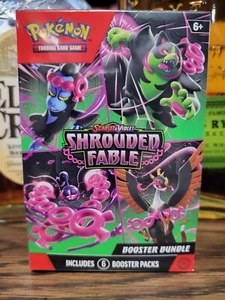 Pokémon
TRADING CARD GAME
6+
SCARLET & VIOLET
SHROUDED
FABLE
BOOSTER BUNDLE
INCLUDES 6 BOOSTER PACKS